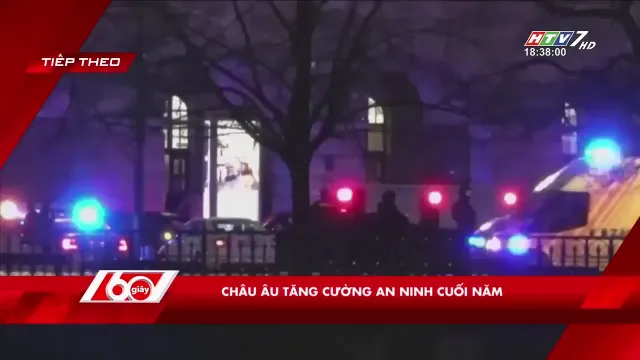 TIẾP THEO
HTV7 HD
18:38:00
60 giây
CHÂU ÂU TĂNG CƯỜNG AN NINH CUỐI NĂM